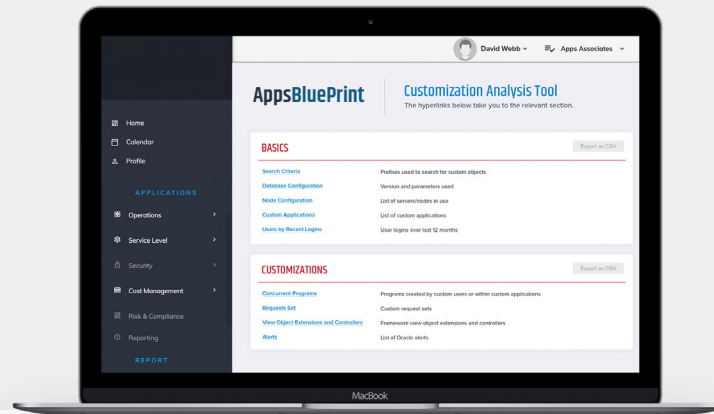 David Webb
Apps Associates
Home
Calendar
Profile
APPLICATIONS
Operations
Service Level
Security
Cost Management
Risk & Compliance
Reporting
REPORT
AppsBluePrint
Customization Analysis Tool
The hyperlinks below take you to the relevant section.
BASICS
Export as CSV
Search Criteria Prefixes used to search for custom objects
Database Configuration Version and parameters used
Node Configuration List of servers/nodes in use
Custom Applications List of custom applications
Users by Recent Logins User logins over last 12 months
CUSTOMIZATIONS
Export as CSV
Concurrent Programs Programs created by custom users or within custom applications
Requests Set Custom request sets
View Object Extensions and Controllers Framework view object extensions and controllers
Alerts List of Oracle alerts
MacBook